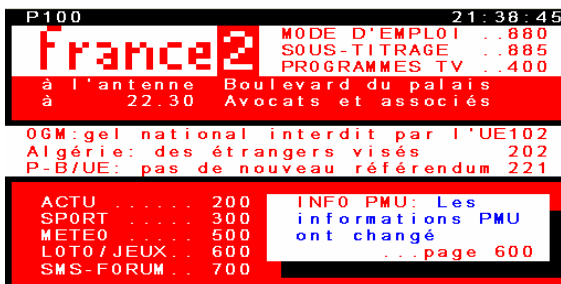 P100 21:38:45
france2
MODE D'EMPLOI ..880
SOUS-TITRAGE ..885
PROGRAMMES TV ..400
à l'antenne Boulevard du palais
à 22.30 Avocats et associés
OGM:gel national interdit par l'UE102
Algérie: des étrangers visés 202
P-B/UE: pas de nouveau référendum 221
ACTU ...... 200
SPORT ..... 300
METEO ..... 500
LOTO/JEUX.. 600
SMS-FORUM.. 700
INFO PMU: Les
informations PMU
ont changé
...page 600